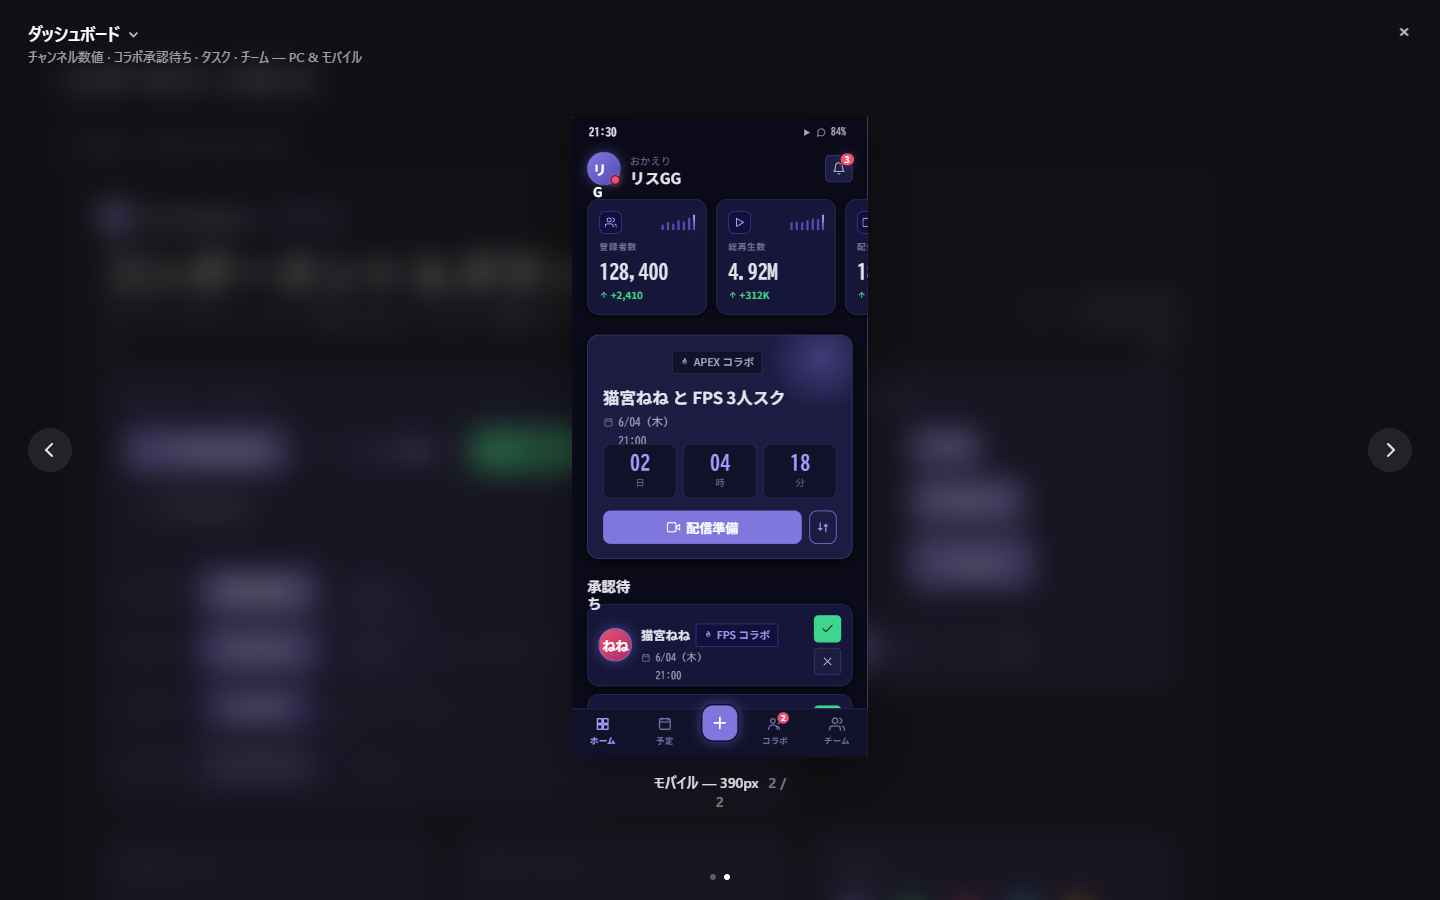 ダッシュボード
チャンネル数値 · コラボ承認待ち · タスク · チーム — PC & モバイル
21:30
84%
リ
G
おかえり
リスGG
3
登録者数
128,400
+2,410
総再生数
4.92M
+312K
APEX コラボ
猫宮ねね と FPS 3人スク
6/04（木）
21:00
02
日
04
時
18
分
配信準備
承認待
ち
ねね
猫宮ねね
FPS コラボ
6/04（木）
21:00
ホーム
予定
2
コラボ
チーム
モバイル — 390px 2 /
2